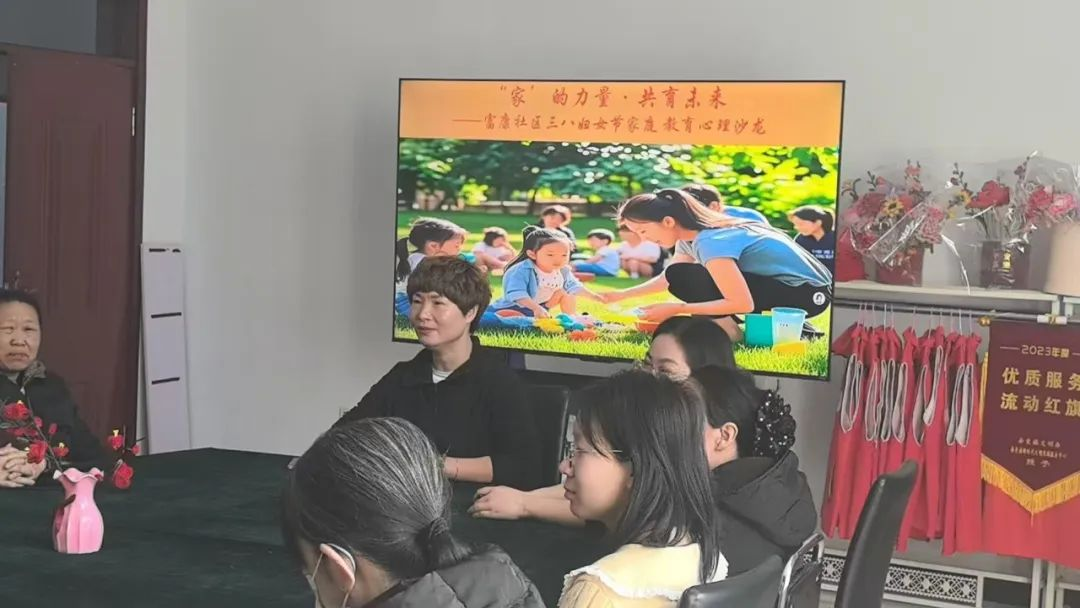 “家’的力量·共育未来
——富康社区三八妇女节家庭教育心理沙龙
—2023年度—
优质服务
流动红旗